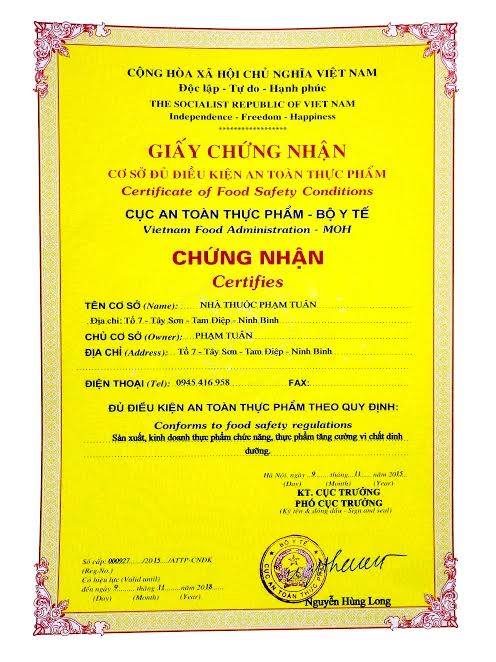 CỘNG HÒA XÃ HỘI CHỦ NGHĨA VIỆT NAM
Độc lập - Tự do - Hạnh phúc
THE SOCIALIST REPUBLIC OF VIET NAM
Independence - Freedom - Happiness
*****************
GIẤY CHỨNG NHẬN
CƠ SỞ ĐỦ ĐIỀU KIỆN AN TOÀN THỰC PHẨM
Certificate of Food Safety Conditions
CỤC AN TOÀN THỰC PHẨM - BỘ Y TẾ
Vietnam Food Administration - MOH
CHỨNG NHẬN
Certifies
TÊN CƠ SỞ (Name): NHÀ THUỐC PHẠM TUÂN
Địa chỉ: Tổ 7 - Tây Sơn - Tam Điệp - Ninh Bình
CHỦ CƠ SỞ (Owner): PHẠM TUÂN
ĐỊA CHỈ (Address): Tổ 7 - Tây Sơn - Tam Điệp - Ninh Bình
ĐIỆN THOẠI (Tel): 0945 416 958 FAX:
ĐỦ ĐIỀU KIỆN AN TOÀN THỰC PHẨM THEO QUY ĐỊNH:
Conforms to food safety regulations
Sản xuất, kinh doanh thực phẩm chức năng, thực phẩm tăng cường vi chất dinh
dưỡng.
Hà Nội, ngày 9 tháng 11 năm 2015
(Day) (Month) (Year)
KT. CỤC TRƯỞNG
PHÓ CỤC TRƯỞNG
(Ký tên & đóng dấu - Sign and seal)
Số cấp: 000927 /2015 /ATTP-CNĐK
(Reg.No.)
Có hiệu lực (Valid until)
đến ngày 9 tháng 11 năm 2018
(Day) (Month) (Year)
BỘ Y TẾ
CỤC AN TOÀN THỰC PHẨM
Nguyễn Hùng Long